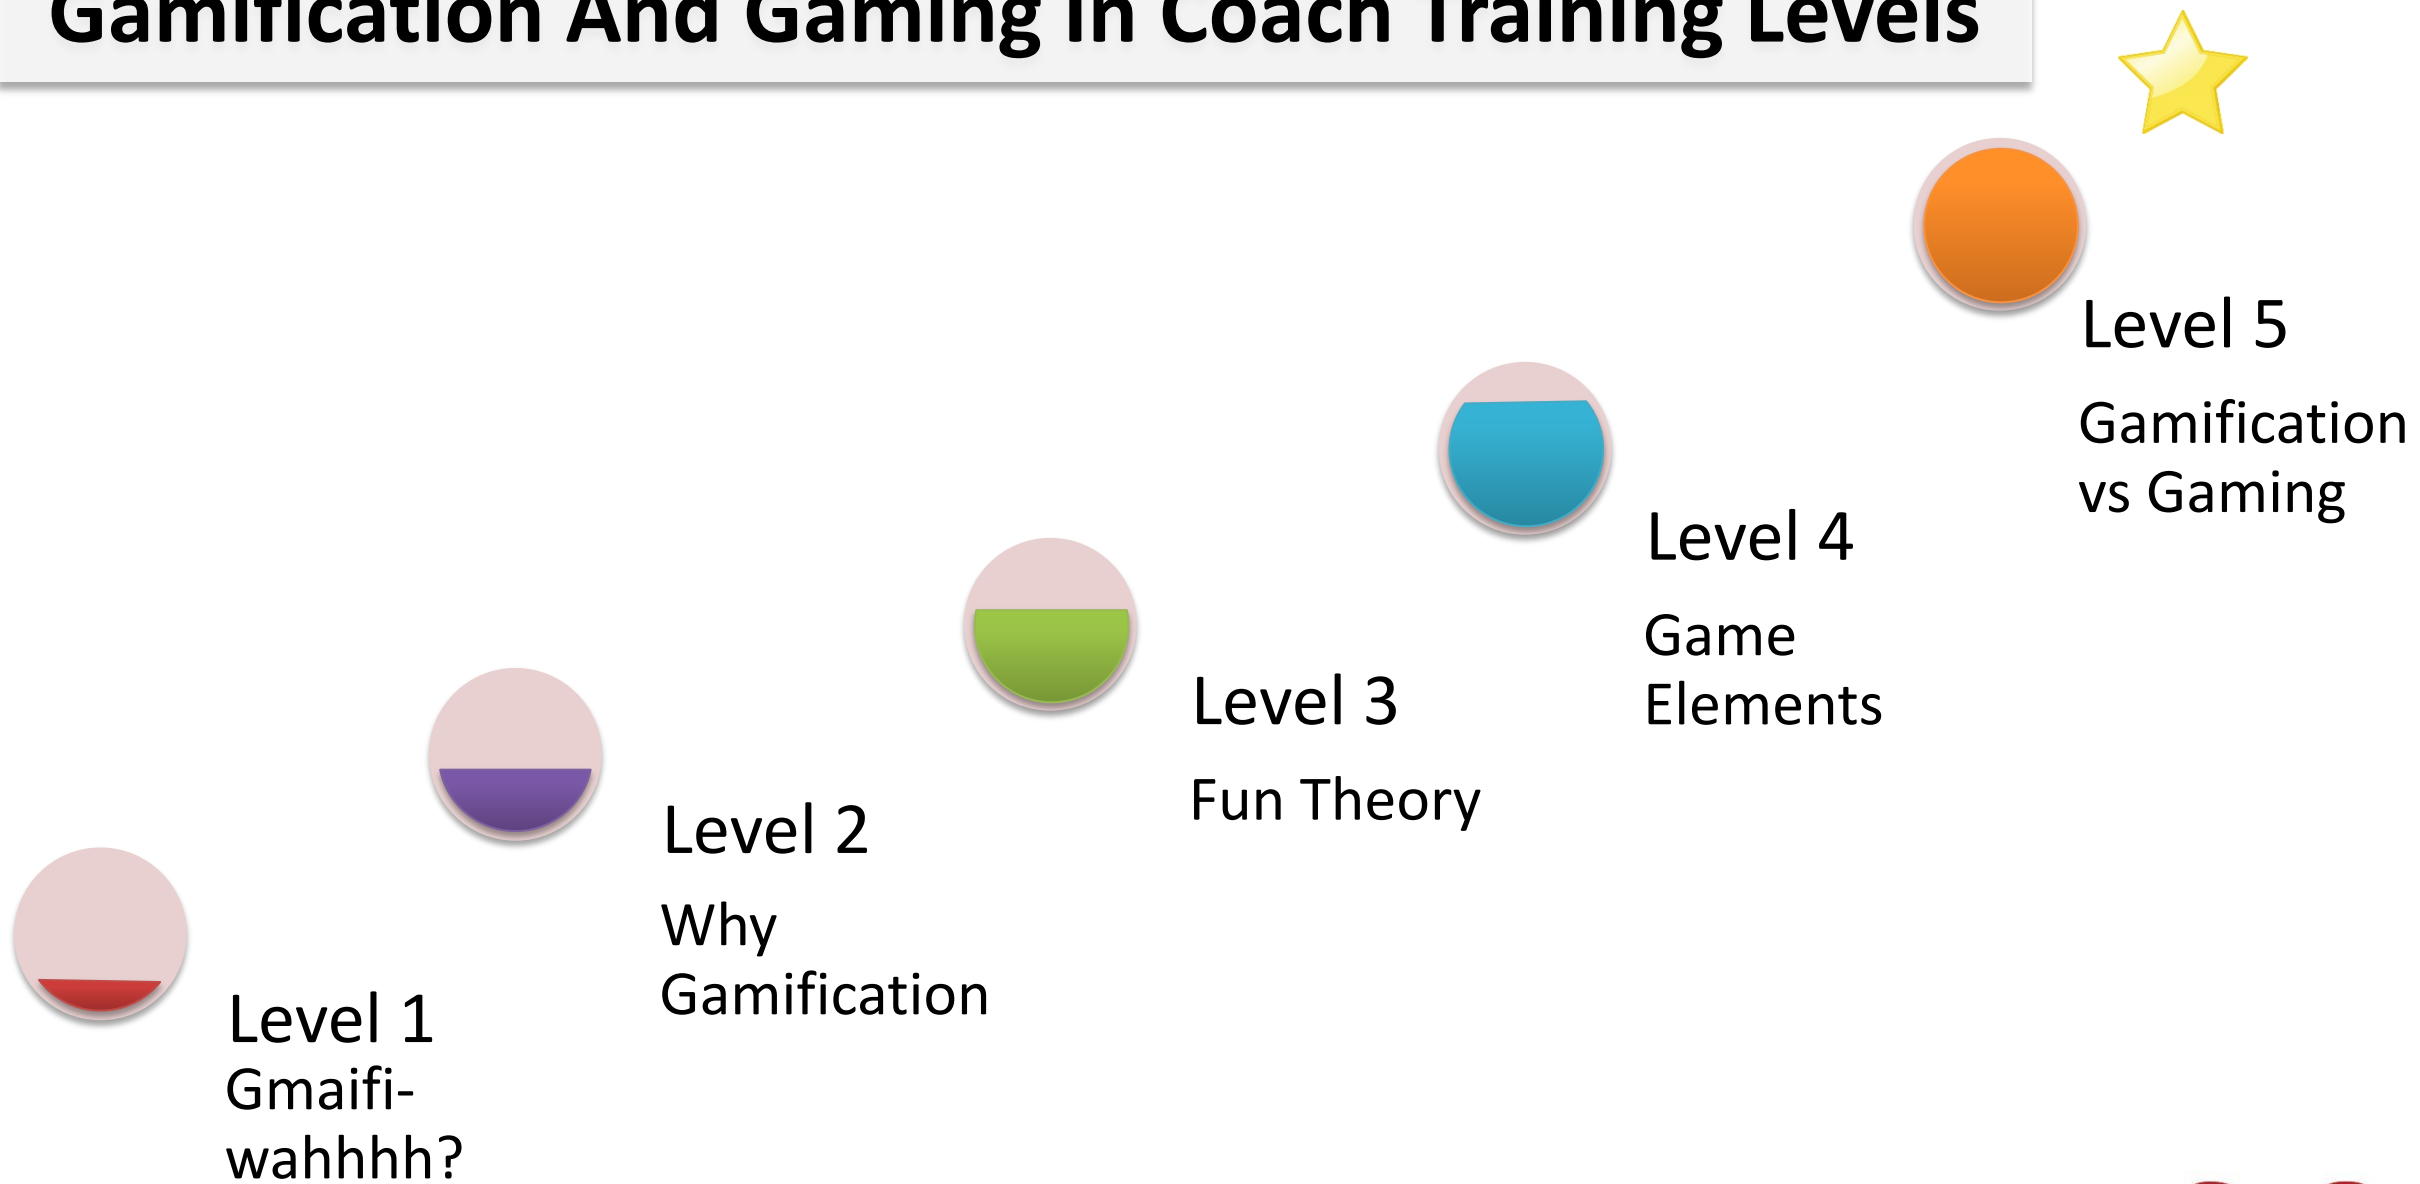 Gamification And Gaming In Coach Training Levels
Level 5
Gamification
vs Gaming
Level 4
Game
Elements
Level 3
Fun Theory
Level 2
Why
Gamification
Level 1
Gmaifi-
wahhhh?